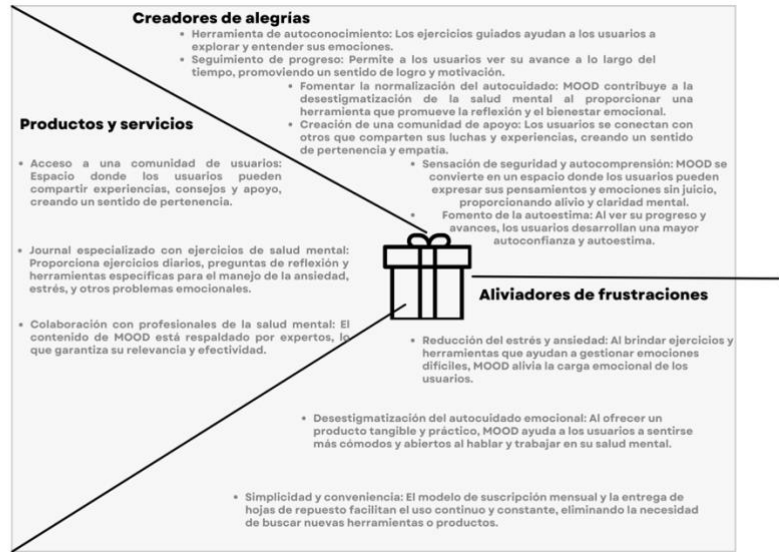 Creadores de alegrías
Herramienta de autoconocimiento: Los ejercicios guiados ayudan a los usuarios a
explorar y entender sus emociones.
Seguimiento de progreso: Permite a los usuarios ver su avance a lo largo del
tiempo, promoviendo un sentido de logro y motivación.
Fomentar la normalización del autocuidado: MOOD contribuye a la
desestigmatización de la salud mental al proporcionar una
herramienta que promueve la reflexión y el bienestar emocional.
Creación de una comunidad de apoyo: Los usuarios se conectan con
otros que comparten sus luchas y experiencias, creando un sentido
de pertenencia y empatía.
Sensación de seguridad y autocomprensión: MOOD se
convierte en un espacio donde los usuarios pueden
expresar sus pensamientos y emociones sin juicio,
proporcionando alivio y claridad mental.
Fomento de la autoestima: Al ver su progreso y
avances, los usuarios desarrollan una mayor
autoconfianza y autoestima.
Productos y servicios
Acceso a una comunidad de usuarios:
Espacio donde los usuarios pueden
compartir experiencias, consejos y apoyo,
creando un sentido de pertenencia.
Journal especializado con ejercicios de salud mental:
Proporciona ejercicios diarios, preguntas de reflexión y
herramientas específicas para el manejo de la ansiedad,
estrés, y otros problemas emocionales.
Colaboración con profesionales de la salud mental: El
contenido de MOOD está respaldado por expertos, lo
que garantiza su relevancia y efectividad.
Aliviadores de frustraciones
Reducción del estrés y ansiedad: Al brindar ejercicios y
herramientas que ayudan a gestionar emociones
difíciles, MOOD alivia la carga emocional de los
usuarios.
Desestigmatización del autocuidado emocional: Al ofrecer un
producto tangible y práctico, MOOD ayuda a los usuarios a sentirse
más cómodos y abiertos al hablar y trabajar en su salud mental.
Simplicidad y conveniencia: El modelo de suscripción mensual y la entrega de
hojas de repuesto facilitan el uso continuo y constante, eliminando la necesidad
de buscar nuevas herramientas o productos.